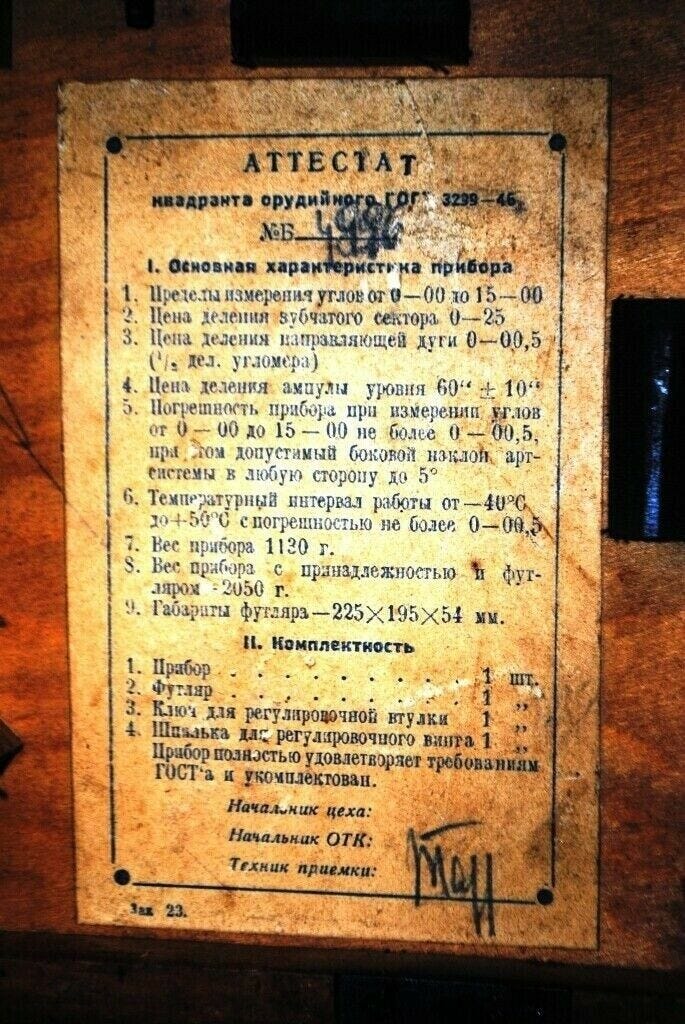 АТТЕСТАТ
квадранта орудийного ГОСТ 3299—46
№Б
I. Основная характеристика прибора
1. Пределы измерения углов от 0—00 до 15—00
2. Цена деления зубчатого сектора 0—25
3. Цена деления направляющей дуги 0—00,5
(¹/₂ дел. угломера)
4. Цена деления ампулы уровня 60“ ± 10“
5. Погрешность прибора при измерении углов
от 0—00 до 15—00 не более 0—00,5,
при этом допустимый боковой наклон арт-
системы в любую сторону до 5°
6. Температурный интервал работы от—40°С
до+50°С с погрешностью не более 0—00,5
7. Вес прибора 1130 г.
8. Вес прибора с принадлежностью и фут-
ляром -2050 г.
9. Габариты футляра—225×195×54 мм.
II. Комплектность
1. Прибор . . . . . . . . . 1 шт.
2. Футляр . . . . . . . . . 1 „
3. Ключ для регулировочной втулки 1 „
4. Шпилька для регулировочного винта 1 „
Прибор полностью удовлетворяет требованиям
ГОСТ‘а и укомплектован.
Начальник цеха:
Начальник ОТК:
Техник приемки:
Зак 23.